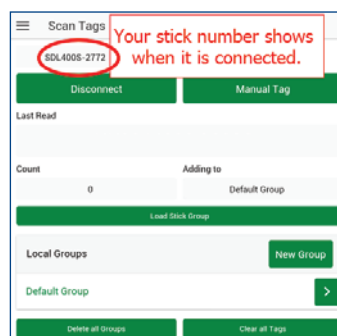 Scan Tags
Your stick number shows
when it is connected.
SDL400S-2772
Disconnect
Manual Tag
Last Read
Count
Adding to
0
Default Group
Load Stick Group
Local Groups
New Group
Default Group
Delete all Groups
Clear all Tags